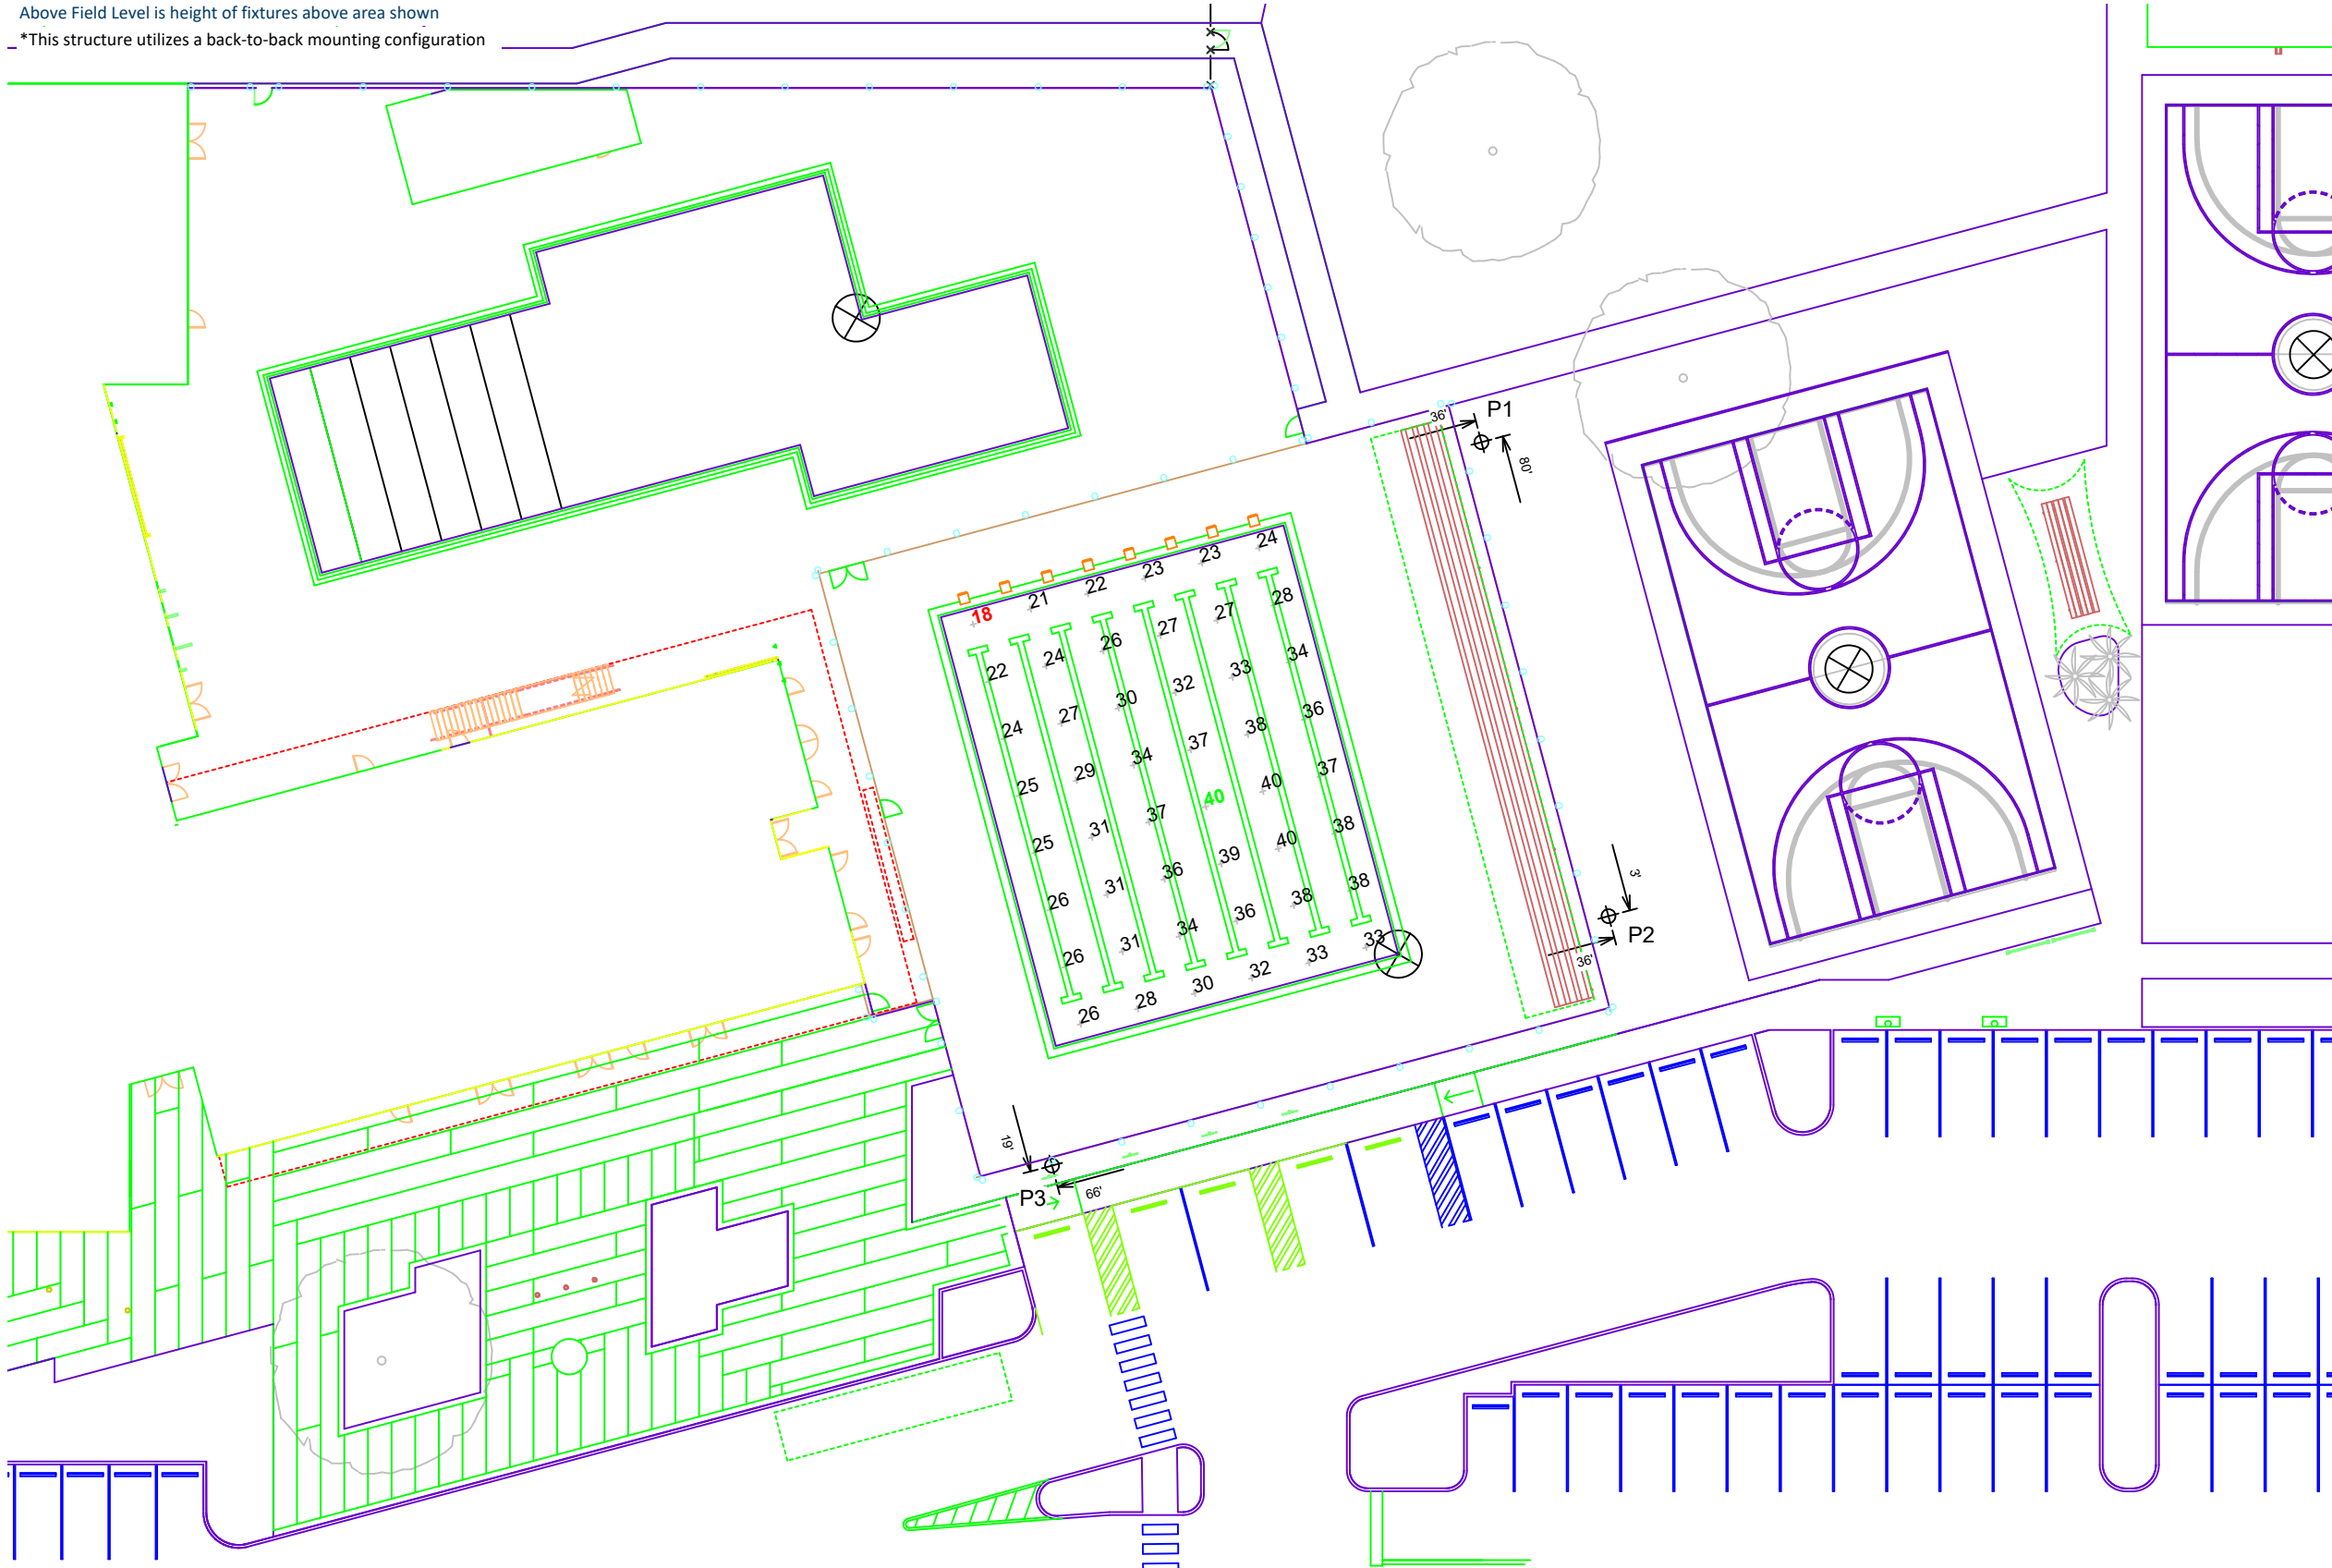 Above Field Level is height of fixtures above area shown
*This structure utilizes a back-to-back mounting configuration
36'
P1
80'
18 21 22 23 23 24
22 24 26 27 27 28
24 27 30 32 33 34
25 29 34 37 38 36
25 31 37 40 40 37
26 31 36 39 40 38
26 31 34 36 38 38
26 28 30 32 33 33
3'
P2
36'
19'
P3
66'